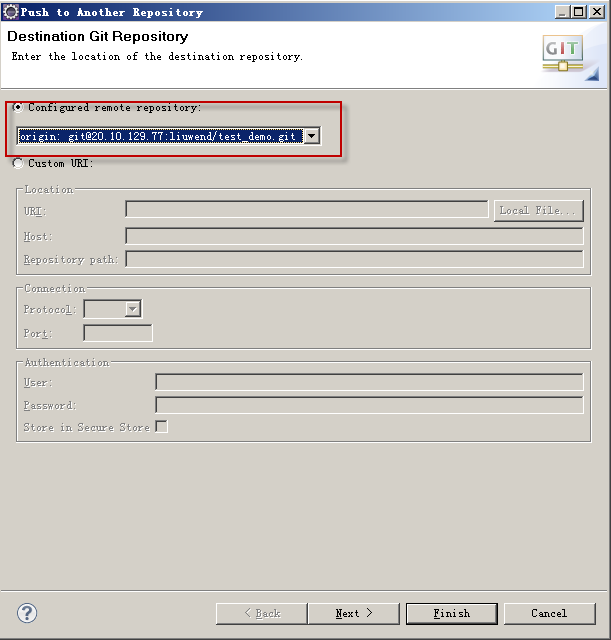 Push to Another Repository
Destination Git Repository
Enter the location of the destination repository.
GIT
Configured remote repository:
origin: git@20.10.129.77:liuwend/test_demo.git
Custom URI:
Location
URI:
Local File...
Host:
Repository path:
Connection
Protocol:
Port:
Authentication
User:
Password:
Store in Secure Store
?
< Back
Next >
Finish
Cancel